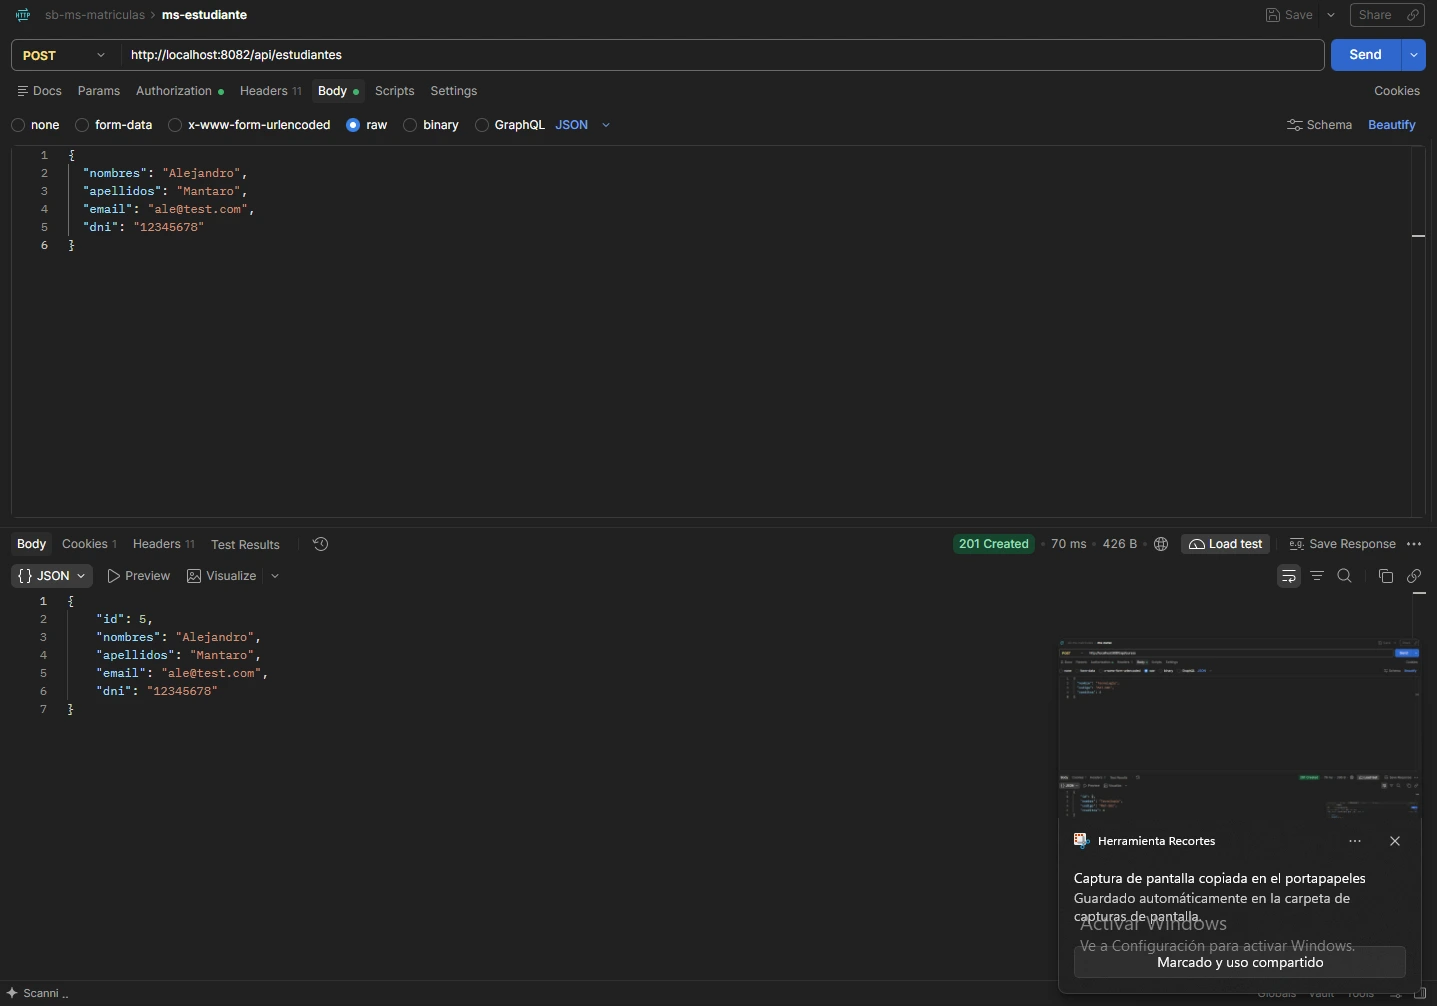 HTTP sb-ms-matriculas > ms-estudiante Save Share
POST http://localhost:8082/api/estudiantes Send
Docs Params Authorization Headers 11 Body Scripts Settings Cookies
none form-data x-www-form-urlencoded raw binary GraphQL JSON Schema Beautify
1 {
2 "nombres": "Alejandro",
3 "apellidos": "Mantaro",
4 "email": "ale@test.com",
5 "dni": "12345678"
6 }
Body Cookies 1 Headers 11 Test Results 201 Created 70 ms 426 B Load test e.g. Save Response
{} JSON Preview Visualize
1 {
2 "id": 5,
3 "nombres": "Alejandro",
4 "apellidos": "Mantaro",
5 "email": "ale@test.com",
6 "dni": "12345678"
7 }
Herramienta Recortes
Captura de pantalla copiada en el portapapeles
Guardado automáticamente en la carpeta de
capturas de pantalla.
Activar Windows
Ve a Configuración para activar Windows.
Marcado y uso compartido
Scanni ..
Globals Vault Tools